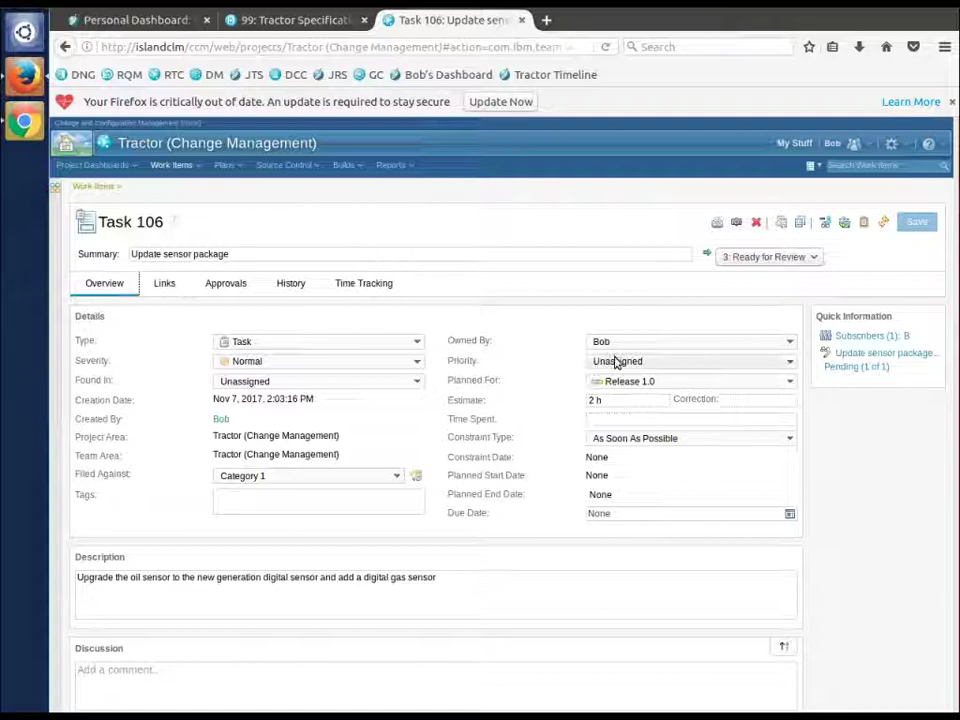 Personal Dashboard: 99: Tractor Specificati Task 106: Update sens
http://islandclm/ccm/web/projects/Tractor (Change Management)#action=com.ibm.team Search
DNG RQM RTC DM JTS DCC JRS GC Bob's Dashboard Tractor Timeline
Your Firefox is critically out of date. An update is required to stay secure Update Now Learn More
Tractor (Change Management) My Stuff Bob
Project Dashboards Work Items Plans Source Control Builds Reports Search Work Items
Work Items »
Task 106 Save
Summary: Update sensor package 3: Ready for Review
Overview Links Approvals History Time Tracking
Details Quick Information
Type: Task Owned By: Bob Subscribers (1): B
Severity: Normal Priority: Unassigned Update sensor package...
Found In: Unassigned Planned For: Release 1.0 Pending (1 of 1)
Creation Date: Nov 7, 2017, 2:03:16 PM Estimate: 2 h Correction:
Created By: Bob Time Spent:
Project Area: Tractor (Change Management) Constraint Type: As Soon As Possible
Team Area: Tractor (Change Management) Constraint Date: None
Filed Against: Category 1 Planned Start Date None
Tags: Planned End Date: None
Due Date: None
Description
Upgrade the oil sensor to the new generation digital sensor and add a digital gas sensor
Discussion
Add a comment...